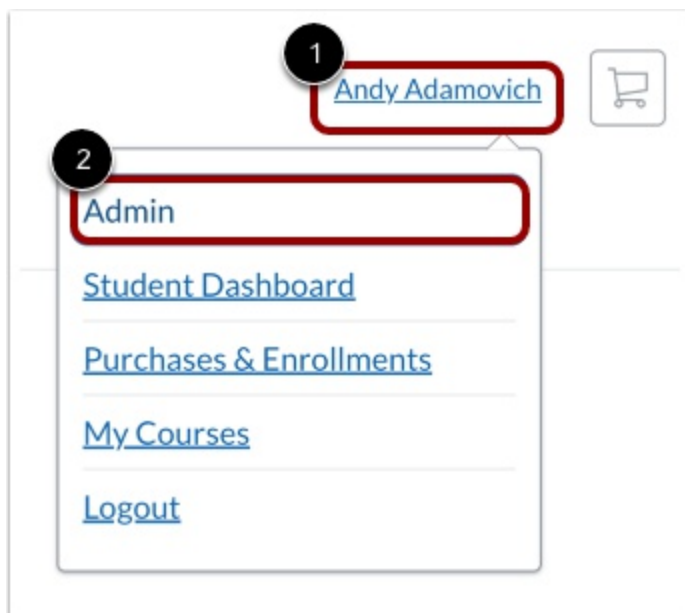 1
Andy Adamovich
2
Admin
Student Dashboard
Purchases & Enrollments
My Courses
Logout